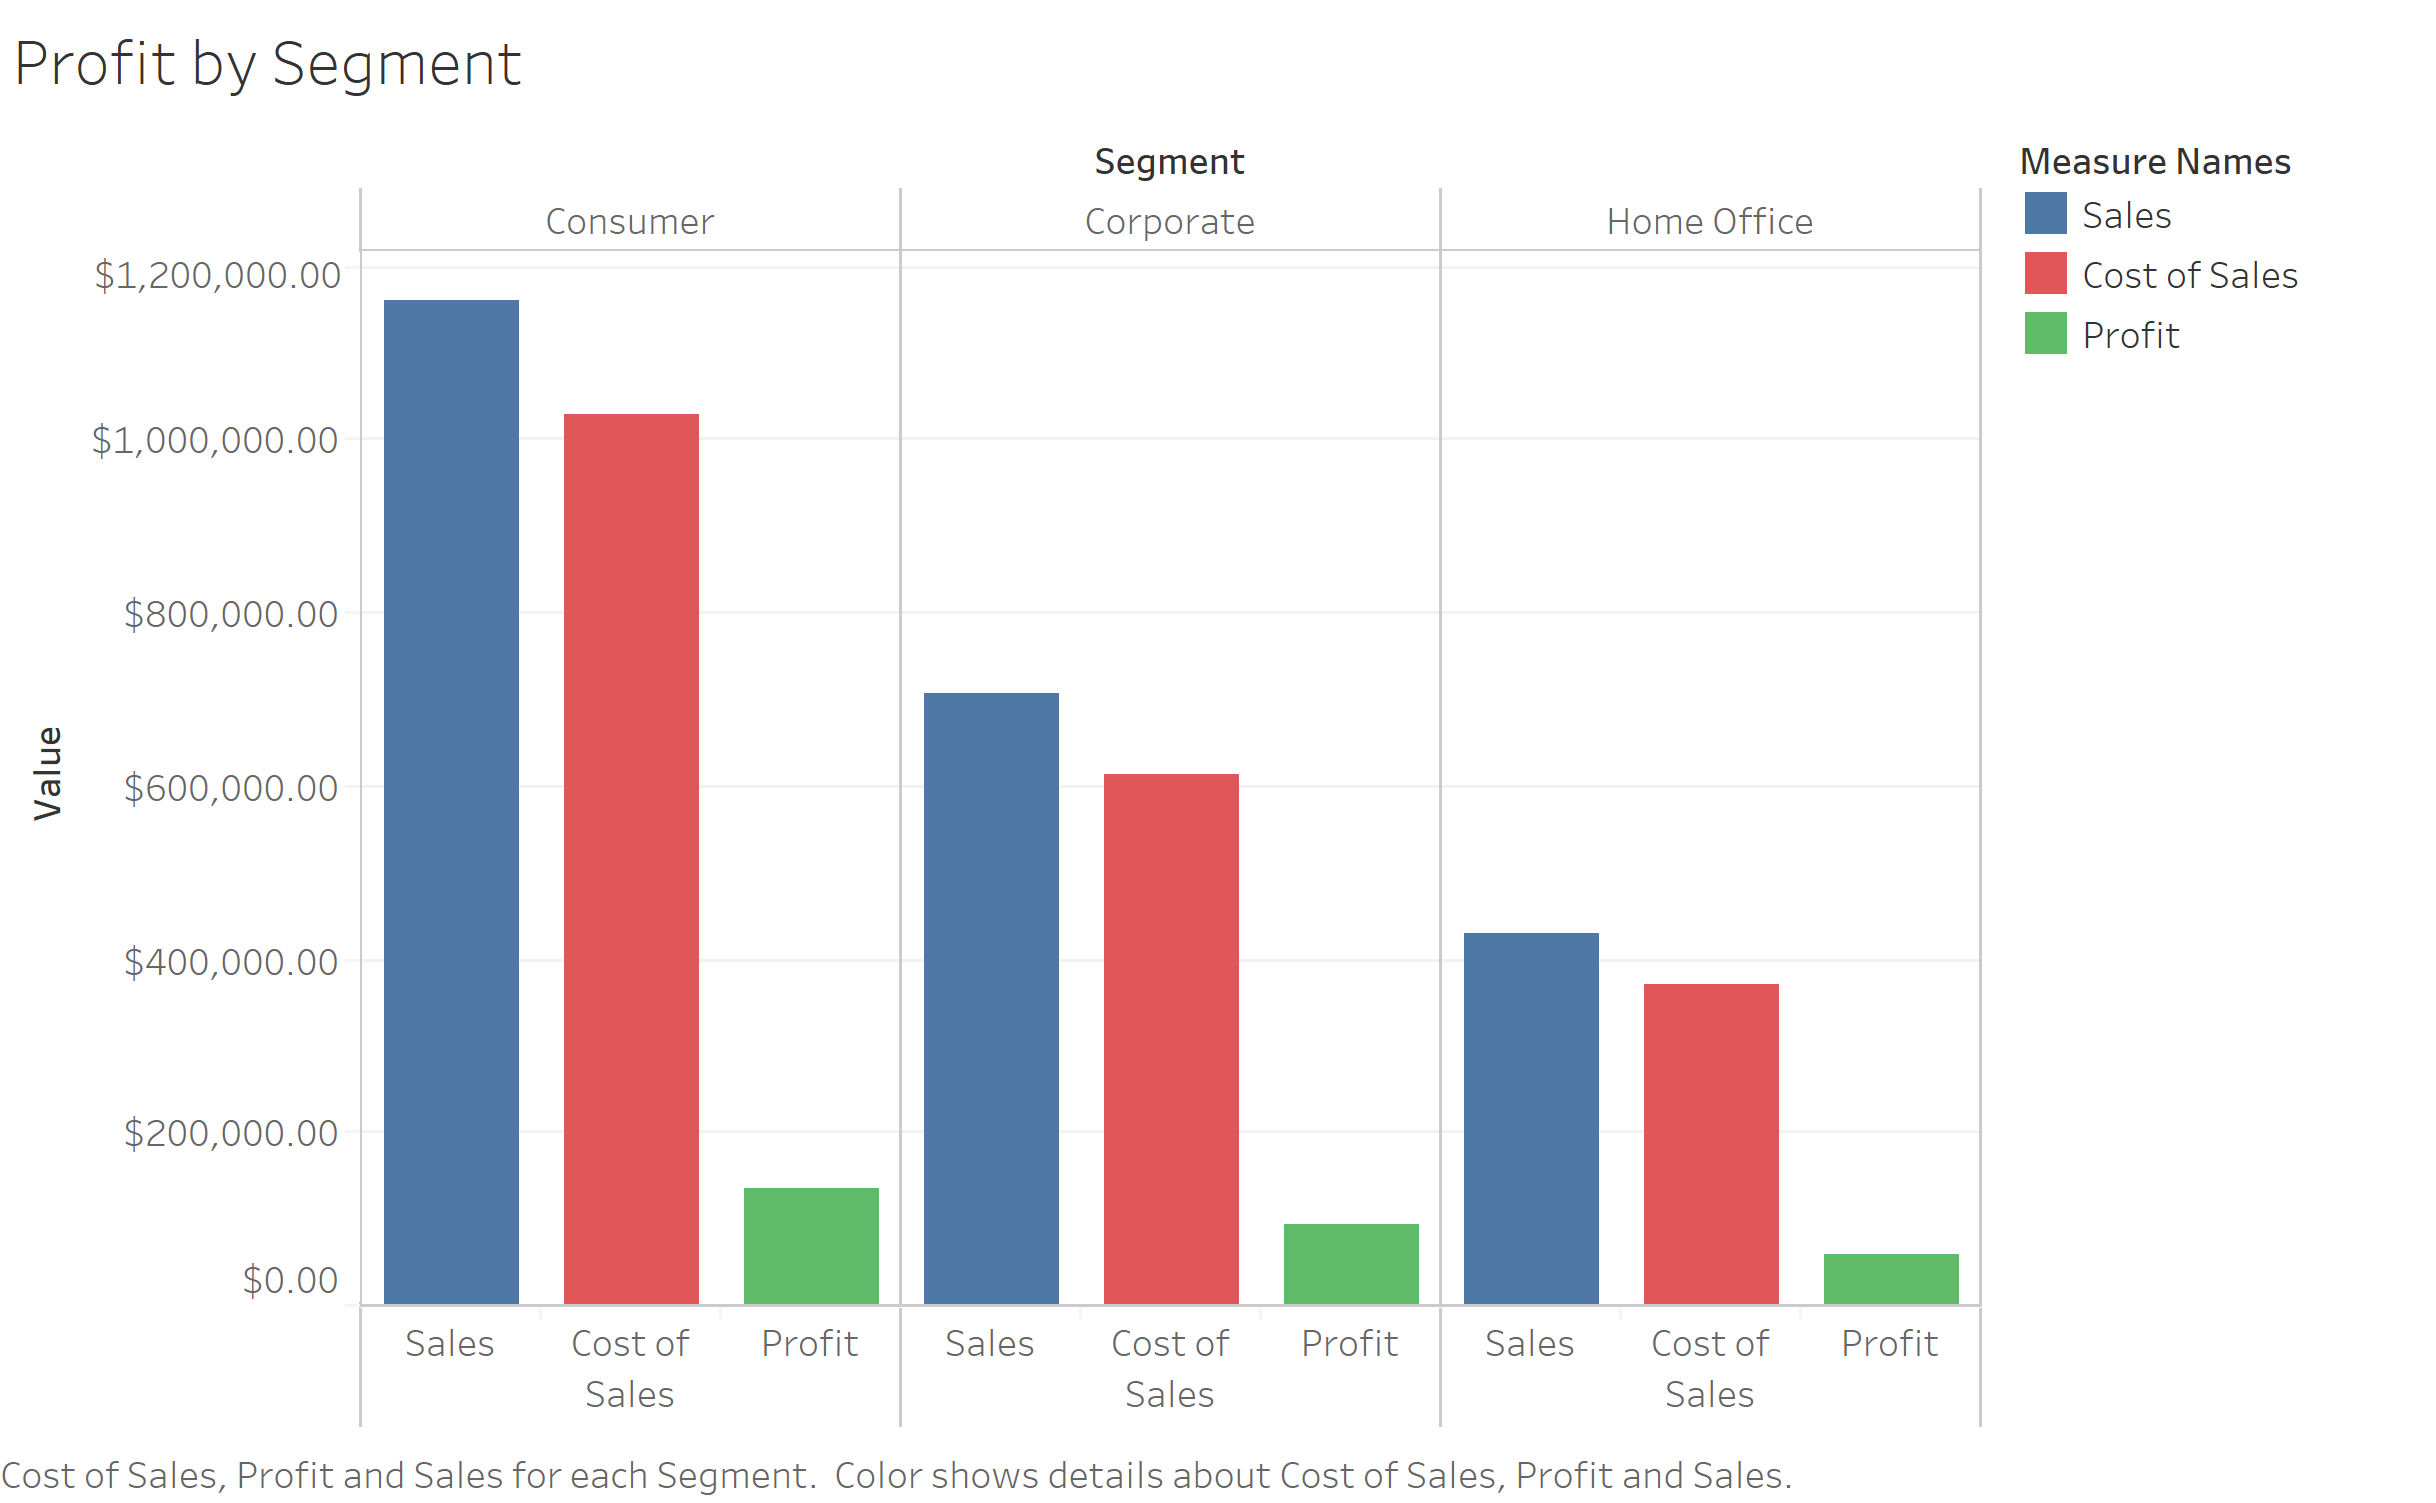 Profit by Segment
Segment
Consumer Corporate Home Office
Measure Names
Sales
Cost of Sales
Profit
Value
$1,200,000.00
$1,000,000.00
$800,000.00
$600,000.00
$400,000.00
$200,000.00
$0.00
Sales Cost of Profit Sales Cost of Profit Sales Cost of Profit
Sales Sales Sales
Cost of Sales, Profit and Sales for each Segment.  Color shows details about Cost of Sales, Profit and Sales.